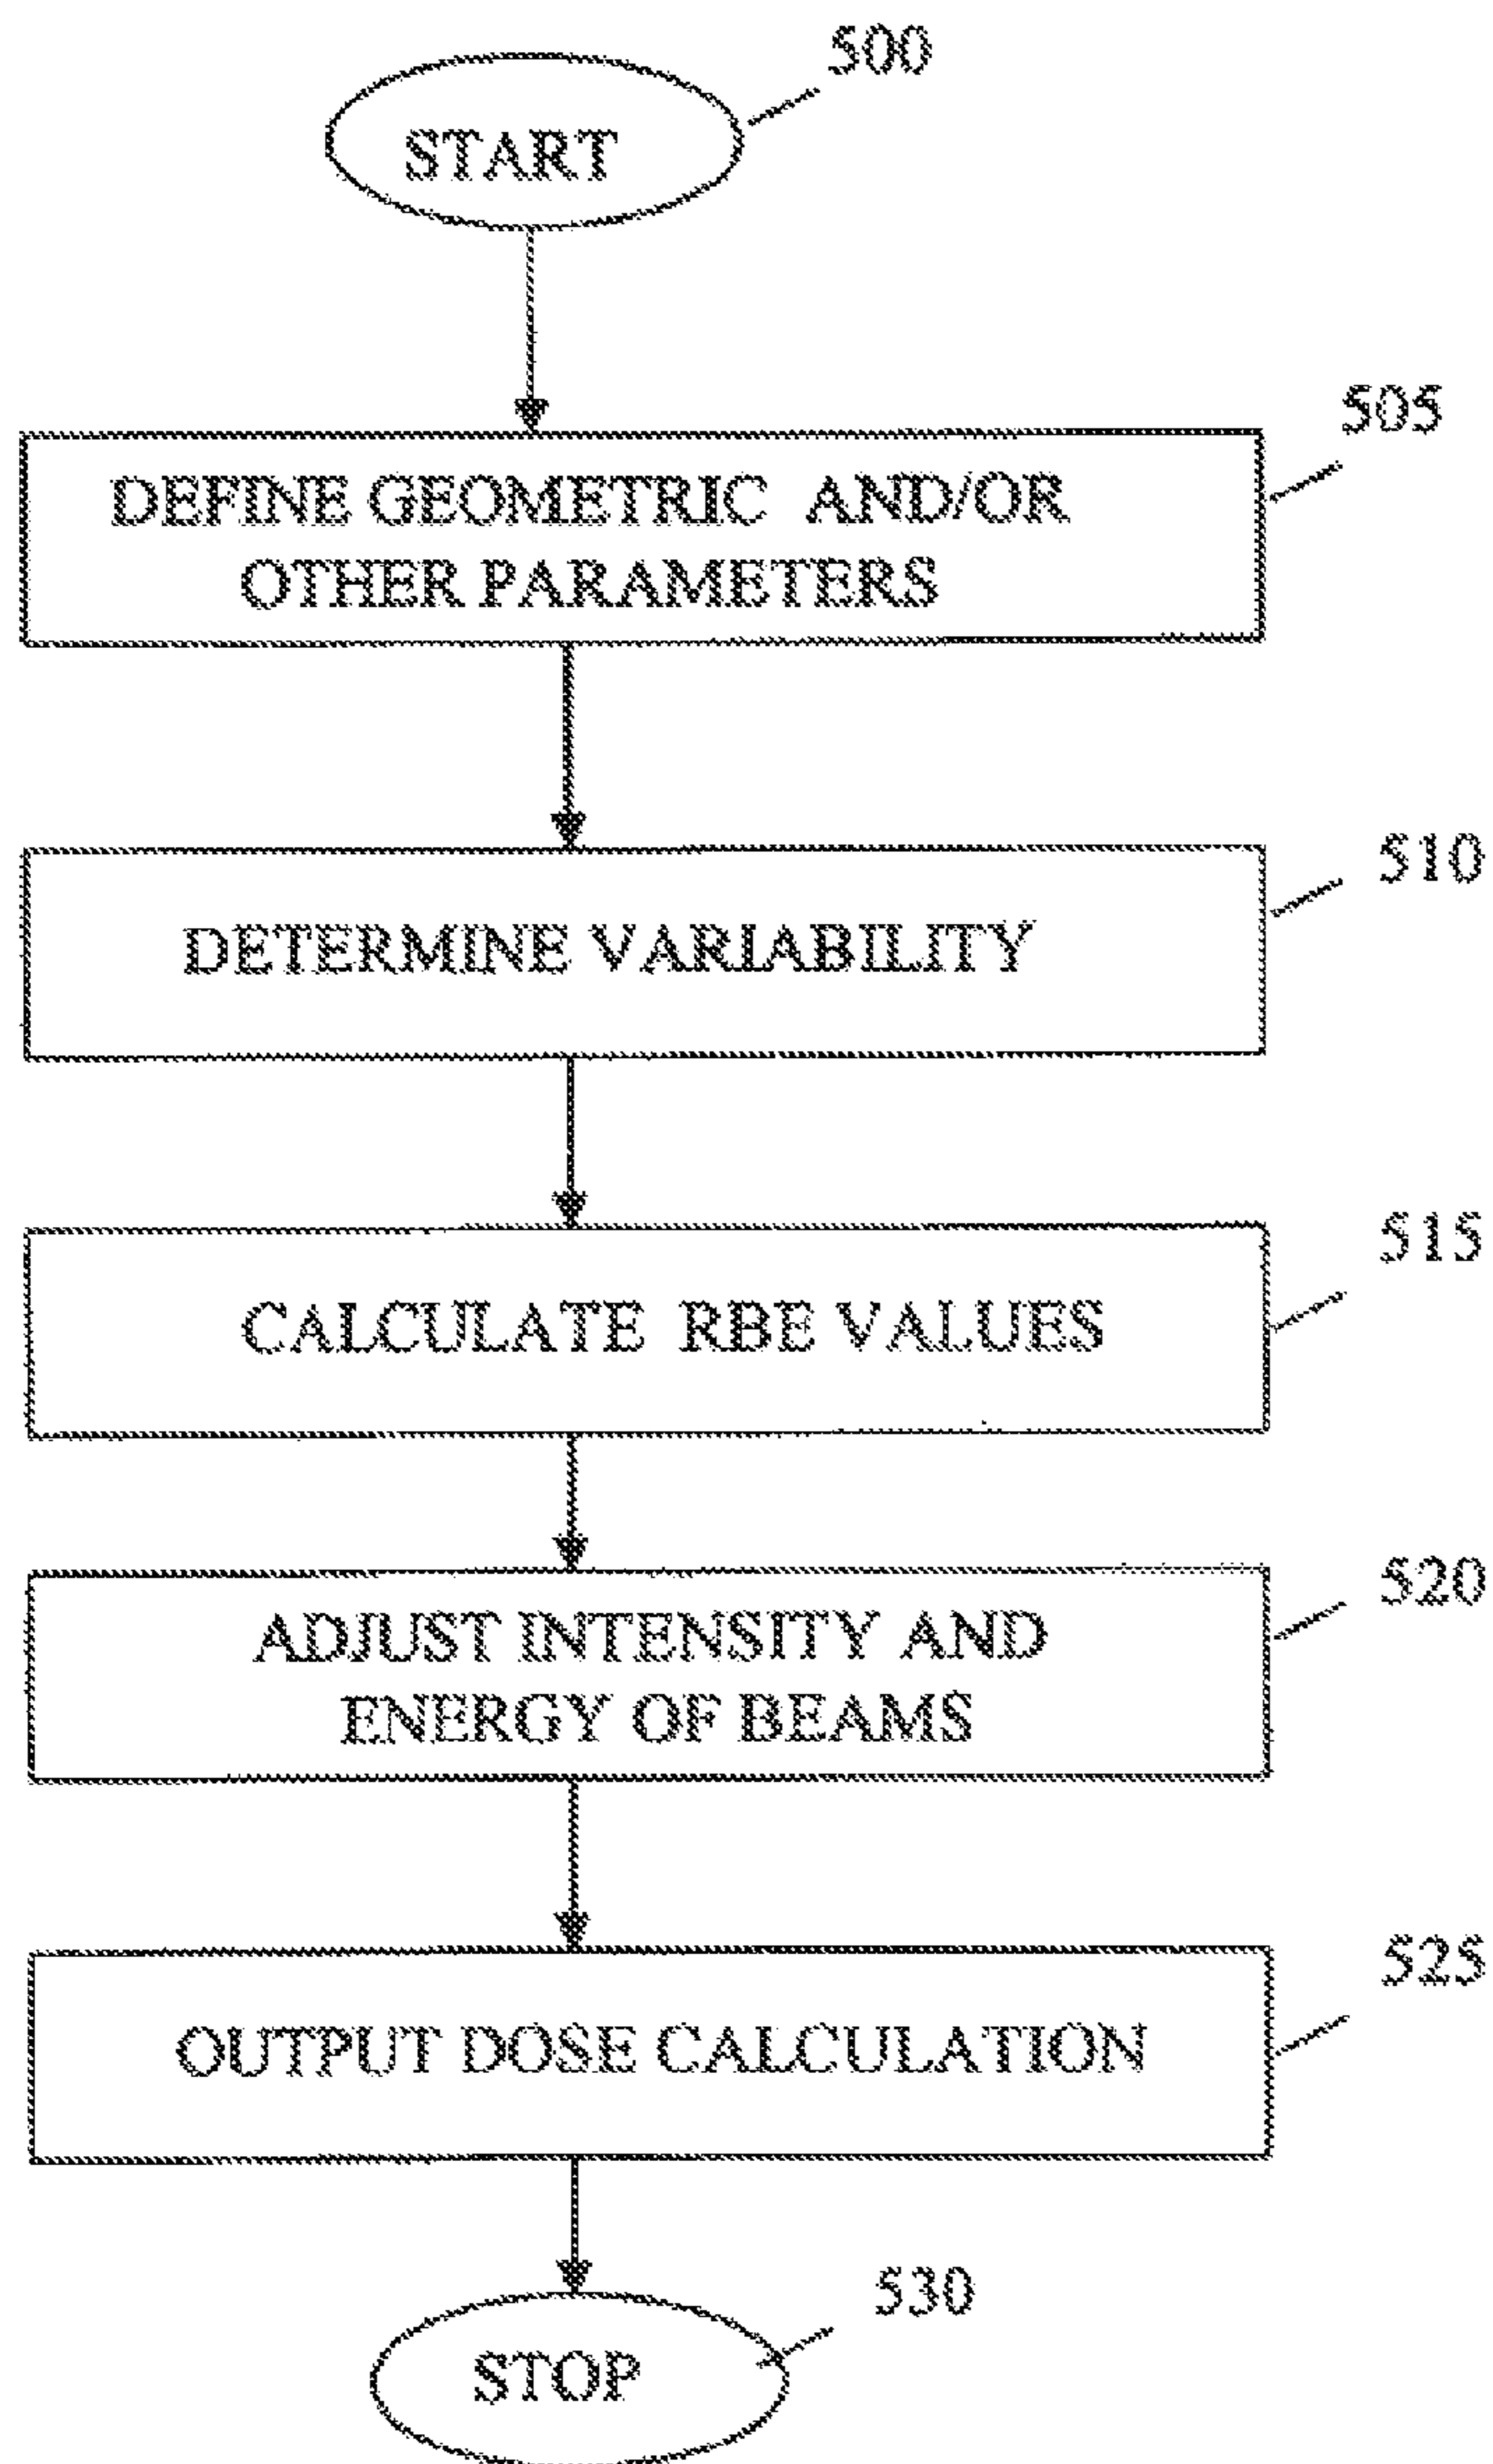 500
START
505
DEFINE GEOMETRIC AND/OR
OTHER PARAMETERS
510
DETERMINE VARIABILITY
515
CALCULATE RBE VALUES
520
ADJUST INTENSITY AND
ENERGY OF BEAMS
525
OUTPUT DOSE CALCULATION
530
STOP